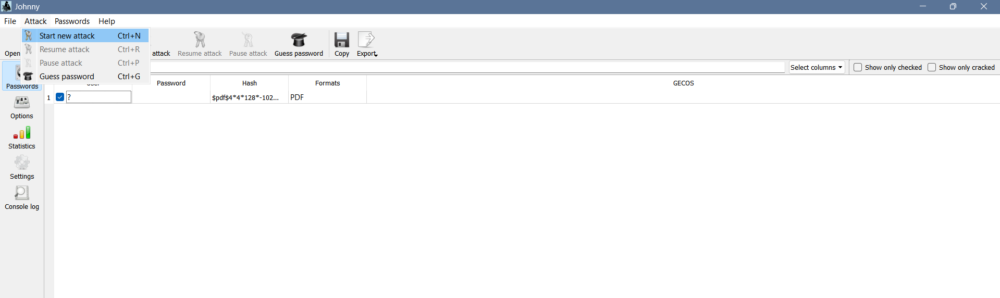 Johnny
File Attack Passwords Help
Start new attack Ctrl+N
Resume attack Ctrl+R
Pause attack Ctrl+P
Guess password Ctrl+G
Open attack Resume attack Pause attack Guess password Copy Export
Select columns Show only checked Show only cracked
Passwords
Password Hash Formats GECOS
1 ? $pdf$4*4*128*-102... PDF
Options
Statistics
Settings
Console log